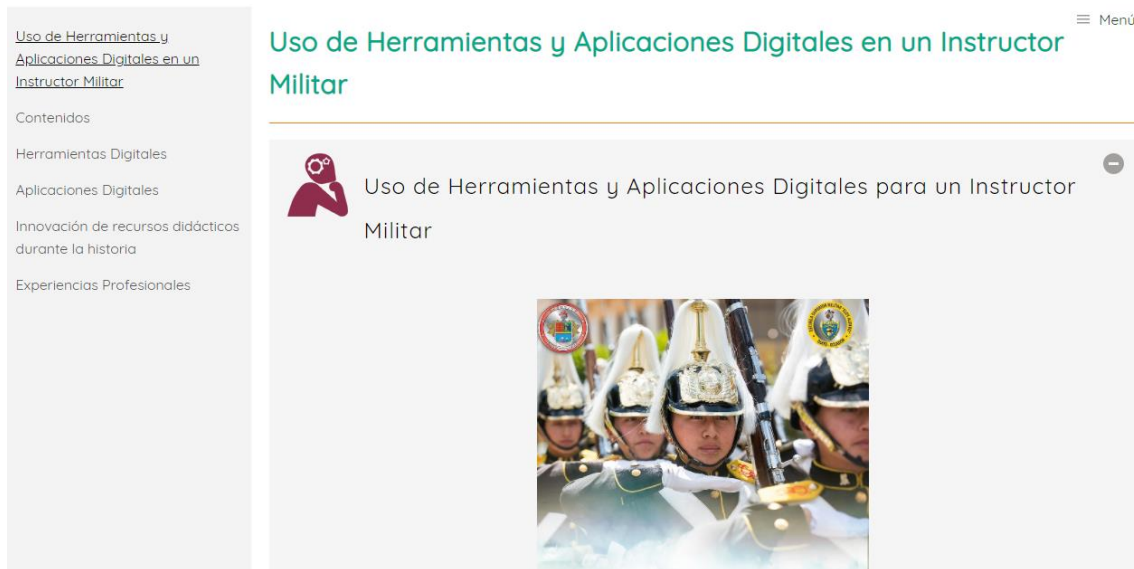 Menú
Uso de Herramientas y
Aplicaciones Digitales en un
Instructor Militar
Contenidos
Herramientas Digitales
Aplicaciones Digitales
Innovación de recursos didácticos
durante la historia
Experiencias Profesionales
Uso de Herramientas y Aplicaciones Digitales en un Instructor
Militar
Uso de Herramientas y Aplicaciones Digitales para un Instructor
Militar